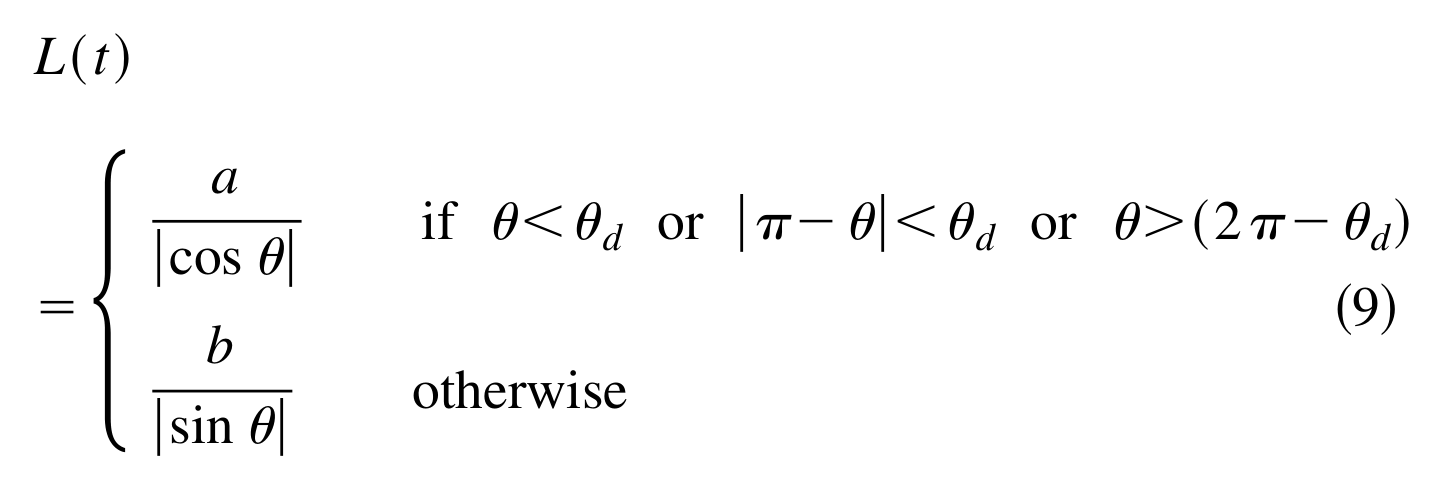 L(t)
= { a / |cos θ|   if θ < θ_d or |π − θ| < θ_d or θ > (2π − θ_d)
(9)
b / |sin θ|   otherwise